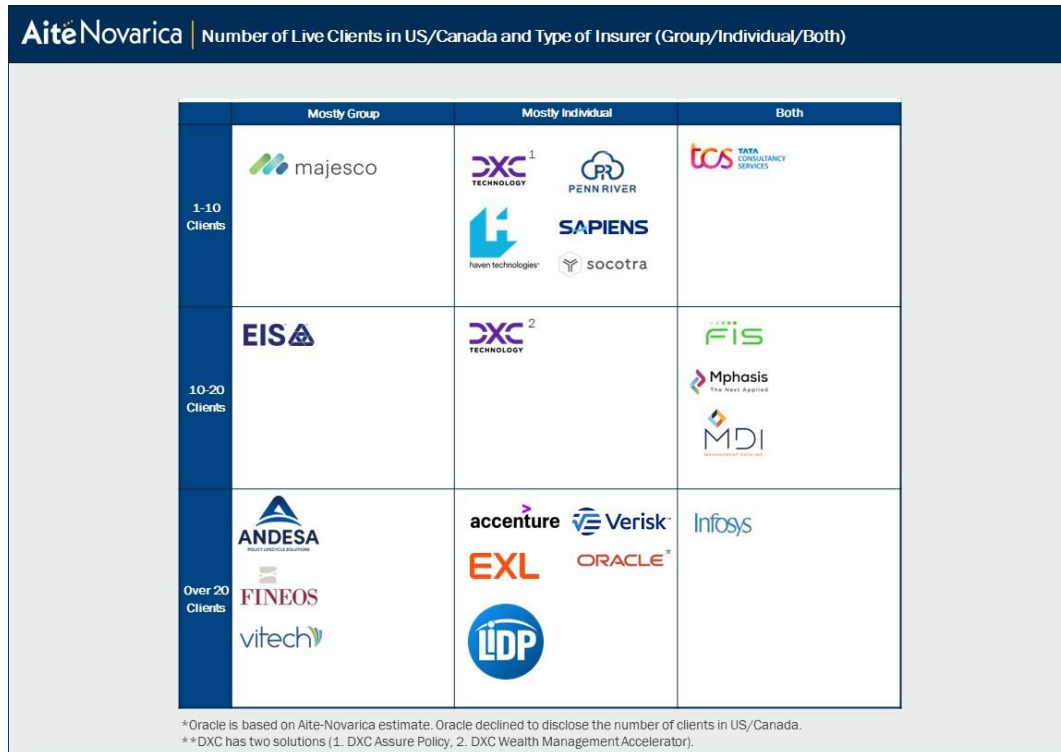 AiteNovarica | Number of Live Clients in US/Canada and Type of Insurer (Group/Individual/Both)
Mostly Group
Mostly Individual
Both
1-10
Clients
majesco
DXC 1
TECHNOLOGY
PR
PENN RIVER
haven technologies
SAPIENS
socotra
tcs TATA
CONSULTANCY
SERVICES
10-20
Clients
EIS
DXC 2
TECHNOLOGY
FIS
Mphasis
The Next Applied
MDI
MANAGEMENT DATA INC
Over 20
Clients
ANDESA
POLICY LIFECYCLE SOLUTIONS
FINEOS
vitech
accenture
Verisk
EXL
ORACLE*
LIDP
Infosys
*Oracle is based on Aite-Novarica estimate. Oracle declined to disclose the number of clients in US/Canada.
**DXC has two solutions (1. DXC Assure Policy, 2. DXC Wealth Management Accelerator).